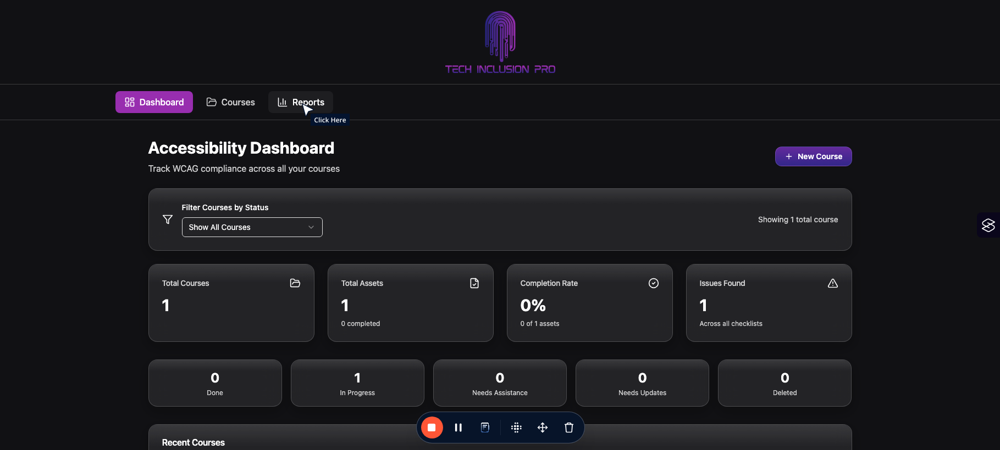 TECH INCLUSION PRO
Dashboard
Courses
Reports
Click Here
Accessibility Dashboard
Track WCAG compliance across all your courses
New Course
Filter Courses by Status
Show All Courses
Showing 1 total course
Total Courses
1
Total Assets
1
0 completed
Completion Rate
0%
0 of 1 assets
Issues Found
1
Across all checklists
0
Done
1
In Progress
0
Needs Assistance
0
Needs Updates
0
Deleted
Recent Courses